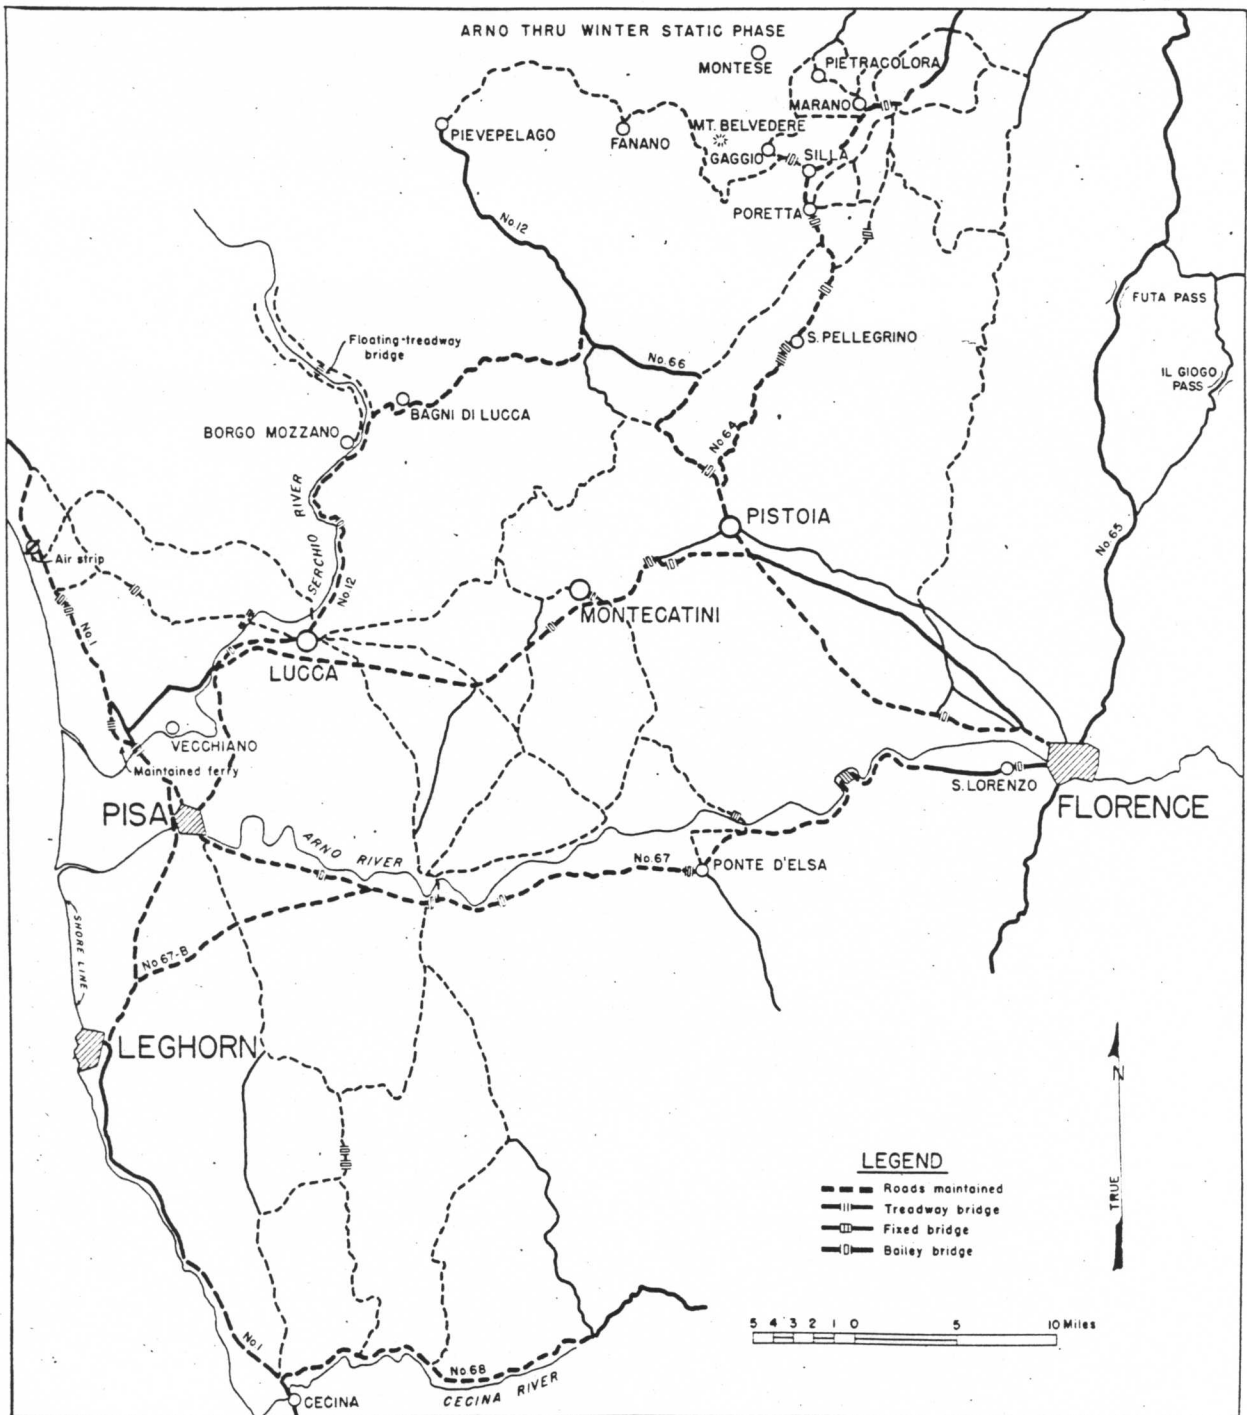 ARNO THRU WINTER STATIC PHASE
MONTESE
PIETRACOLORA
MARANO
PIEVEPELAGO
FANANO
MT. BELVEDERE
GAGGIO
SILLA
PORETTA
No. 12
FUTA PASS
Floating-treadway
bridge
S. PELLEGRINO
No. 66
IL GIOGO
PASS
BAGNI DI LUCCA
BORGO MOZZANO
No 64
SERCHIO RIVER
PISTOIA
No. 65
Air strip
No. 12
No. 1
MONTECATINI
LUCCA
VECCHIANO
Maintained ferry
S. LORENZO
PISA
FLORENCE
ARNO RIVER
No. 67
PONTE D'ELSA
SHORE LINE
No 67-B
LEGHORN
N
TRUE
LEGEND
Roads maintained
Treadway bridge
Fixed bridge
Bailey bridge
5 4 3 2 1 0 5 10 Miles
No. 1
No. 68
CECINA RIVER
CECINA